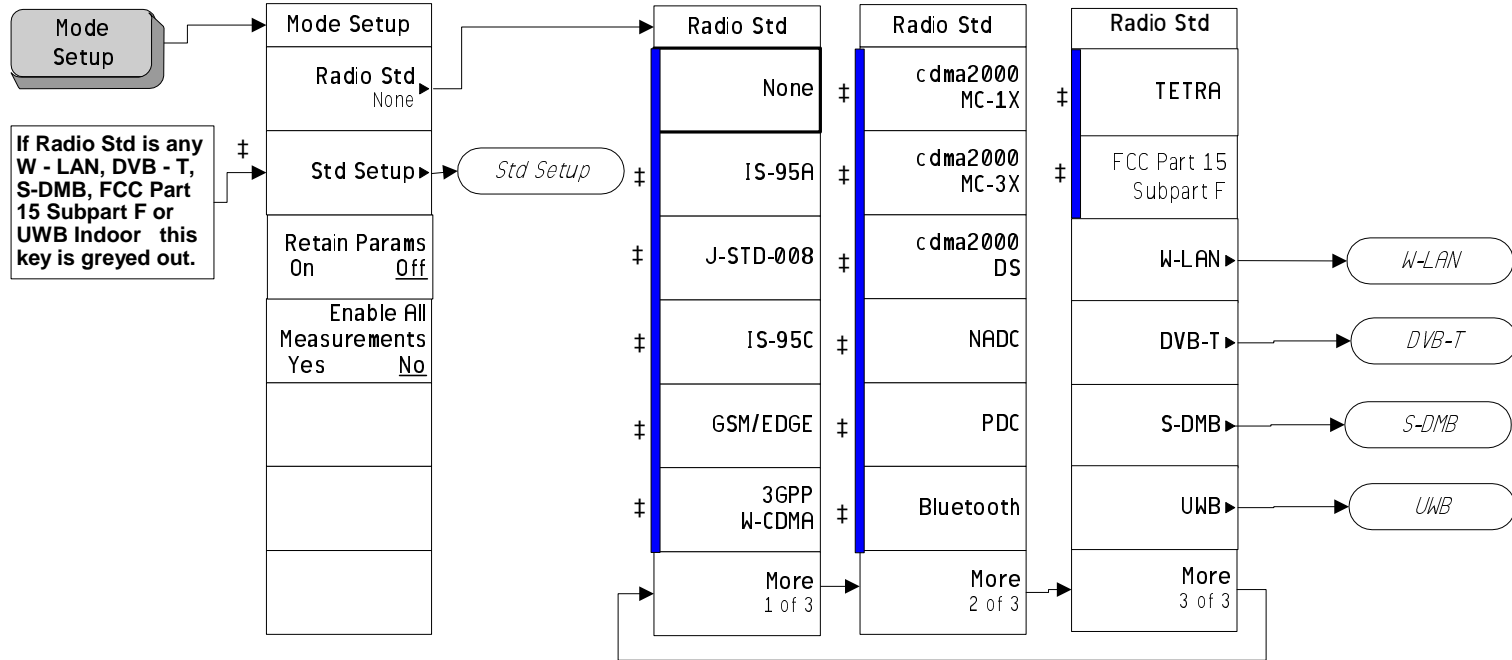 Mode
Setup
If Radio Std is any
W - LAN, DVB - T,
S-DMB, FCC Part
15 Subpart F or
UWB Indoor this
key is greyed out.
‡
Mode Setup
Radio Std
None
Std Setup
Retain Params
On Off
Enable All
Measurements
Yes No
Std Setup
Radio Std
None
‡ IS-95A
‡ J-STD-008
‡ IS-95C
‡ GSM/EDGE
‡ 3GPP
W-CDMA
More
1 of 3
Radio Std
‡ cdma2000
MC-1X
‡ cdma2000
MC-3X
‡ cdma2000
DS
‡ NADC
‡ PDC
‡ Bluetooth
More
2 of 3
Radio Std
‡ TETRA
‡ FCC Part 15
Subpart F
W-LAN
DVB-T
S-DMB
UWB
More
3 of 3
W-LAN
DVB-T
S-DMB
UWB